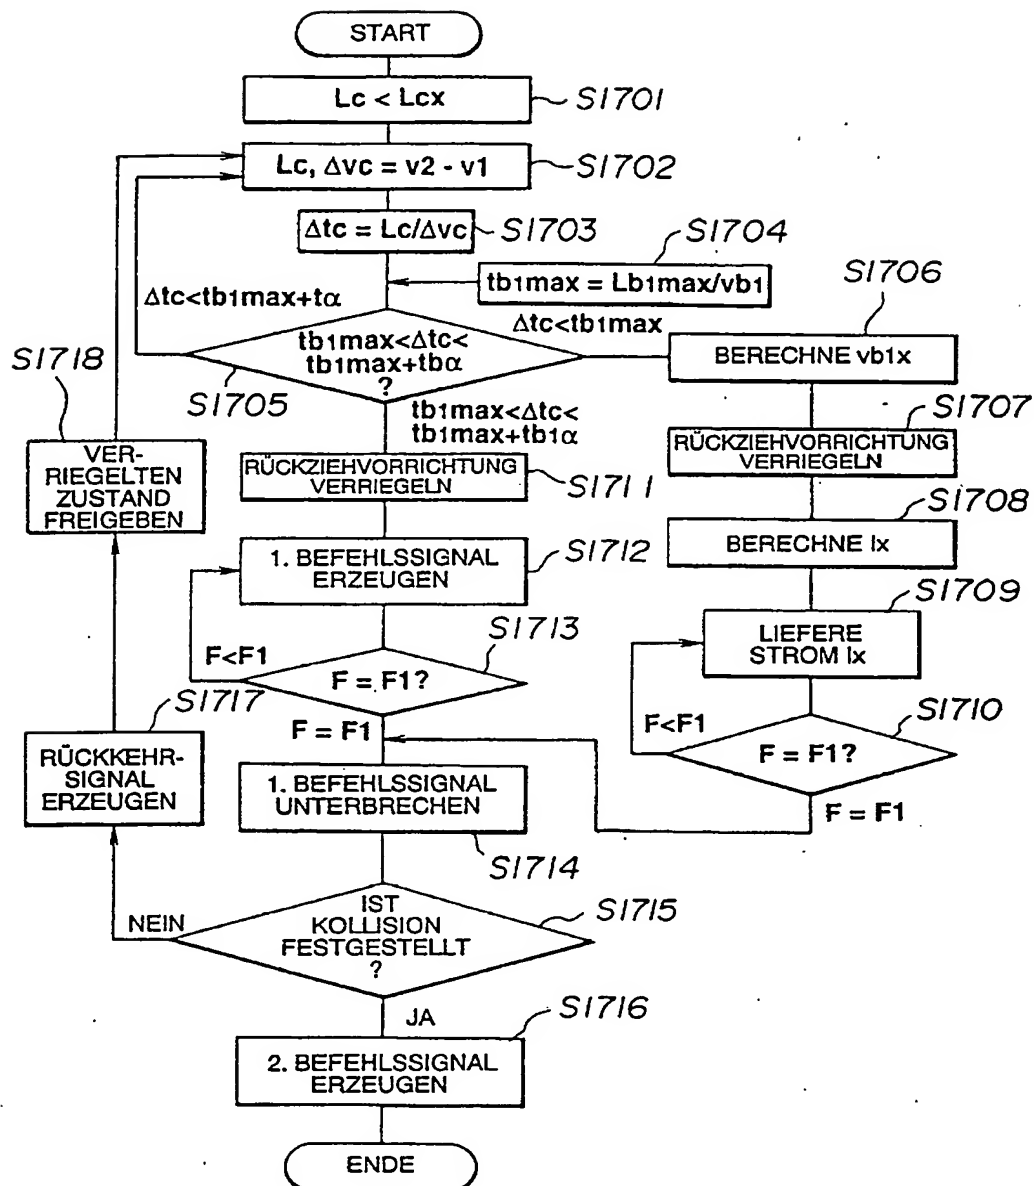 START
Lc < Lcx
S1701
Lc, Δvc = v2 - v1
S1702
Δtc = Lc/Δvc
S1703
S1704
tb1max = Lb1max/vb1
S1706
Δtc<tb1max+tα
Δtc<tb1max
tb1max<Δtc<
tb1max+tbα
?
S1705
BERECHNE vb1x
S1718
S1707
tb1max<Δtc<
tb1max+tb1α
VER-
RIEGELTEN
ZUSTAND
FREIGEBEN
RÜCKZIEHVORRICHTUNG
VERRIEGELN
S1711
RÜCKZIEHVORRICHTUNG
VERRIEGELN
S1708
BERECHNE Ix
S1712
1. BEFEHLSSIGNAL
ERZEUGEN
S1709
LIEFERE
STROM Ix
S1713
F<F1
F = F1?
S1717
F<F1
S1710
F = F1?
F = F1
RÜCKKEHR-
SIGNAL
ERZEUGEN
1. BEFEHLSSIGNAL
UNTERBRECHEN
F = F1
S1714
IST
KOLLISION
FESTGESTELLT
?
S1715
NEIN
JA
S1716
2. BEFEHLSSIGNAL
ERZEUGEN
ENDE